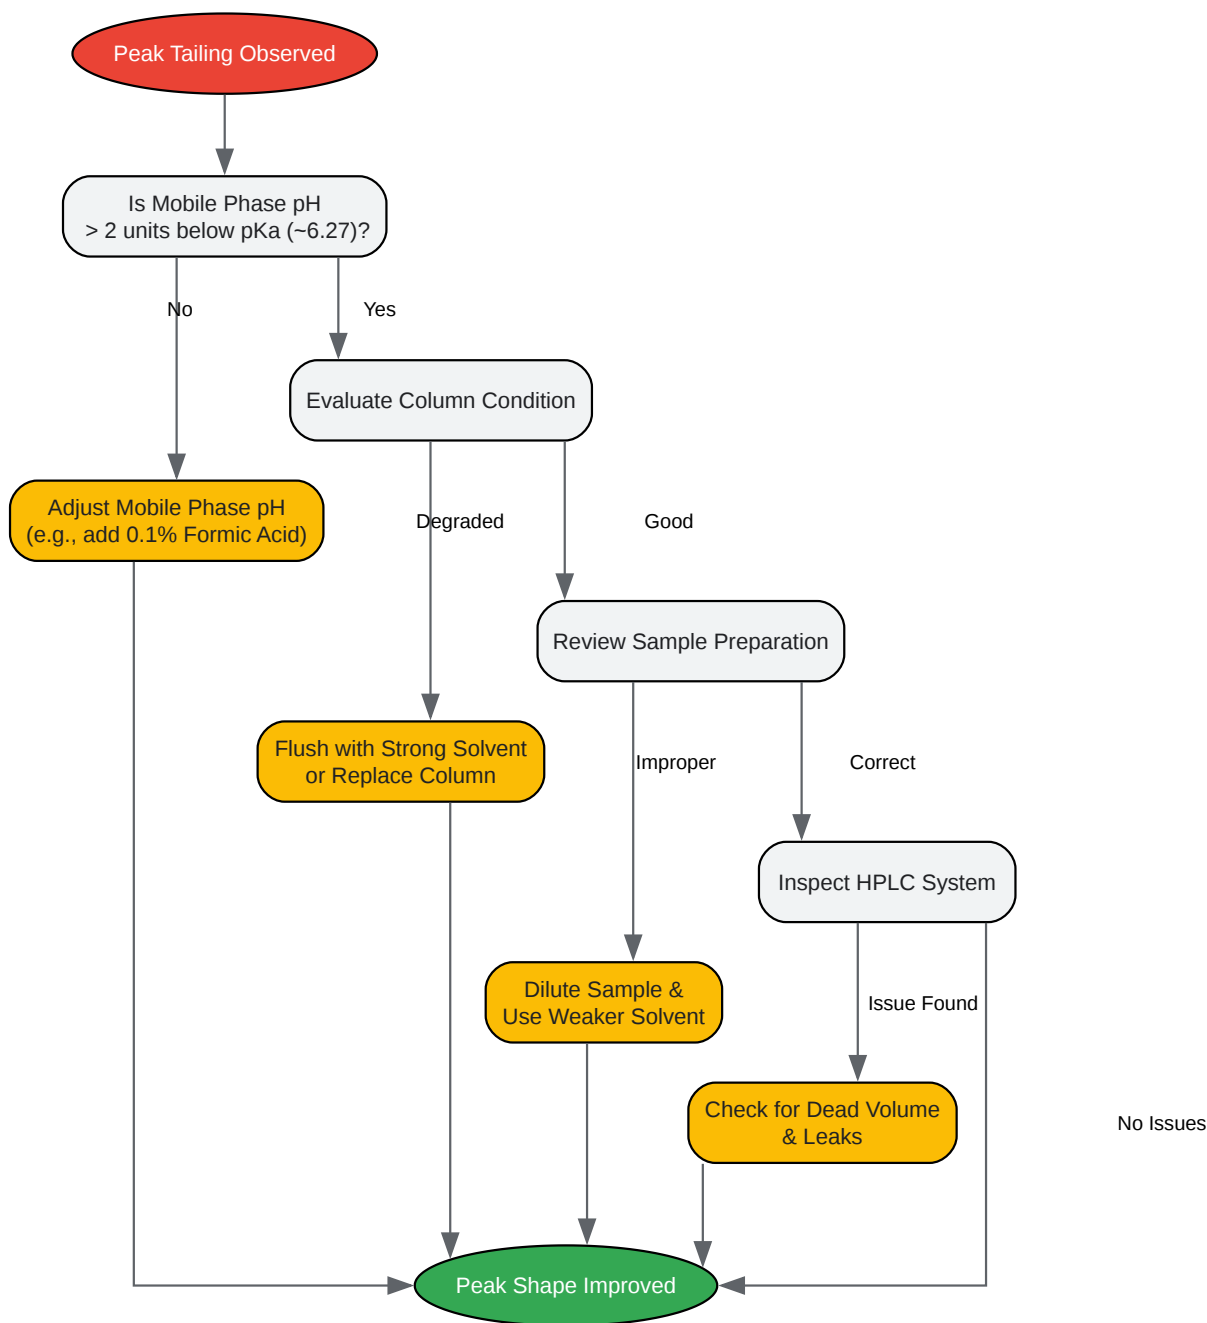 Peak Tailing Observed
Is Mobile Phase pH
> 2 units below pKa (~6.27)?
No
Yes
Evaluate Column Condition
Adjust Mobile Phase pH
(e.g., add 0.1% Formic Acid)
Degraded
Good
Review Sample Preparation
Flush with Strong Solvent
or Replace Column
Improper
Correct
Inspect HPLC System
Dilute Sample &
Use Weaker Solvent
Issue Found
Check for Dead Volume
& Leaks
No Issues
Peak Shape Improved